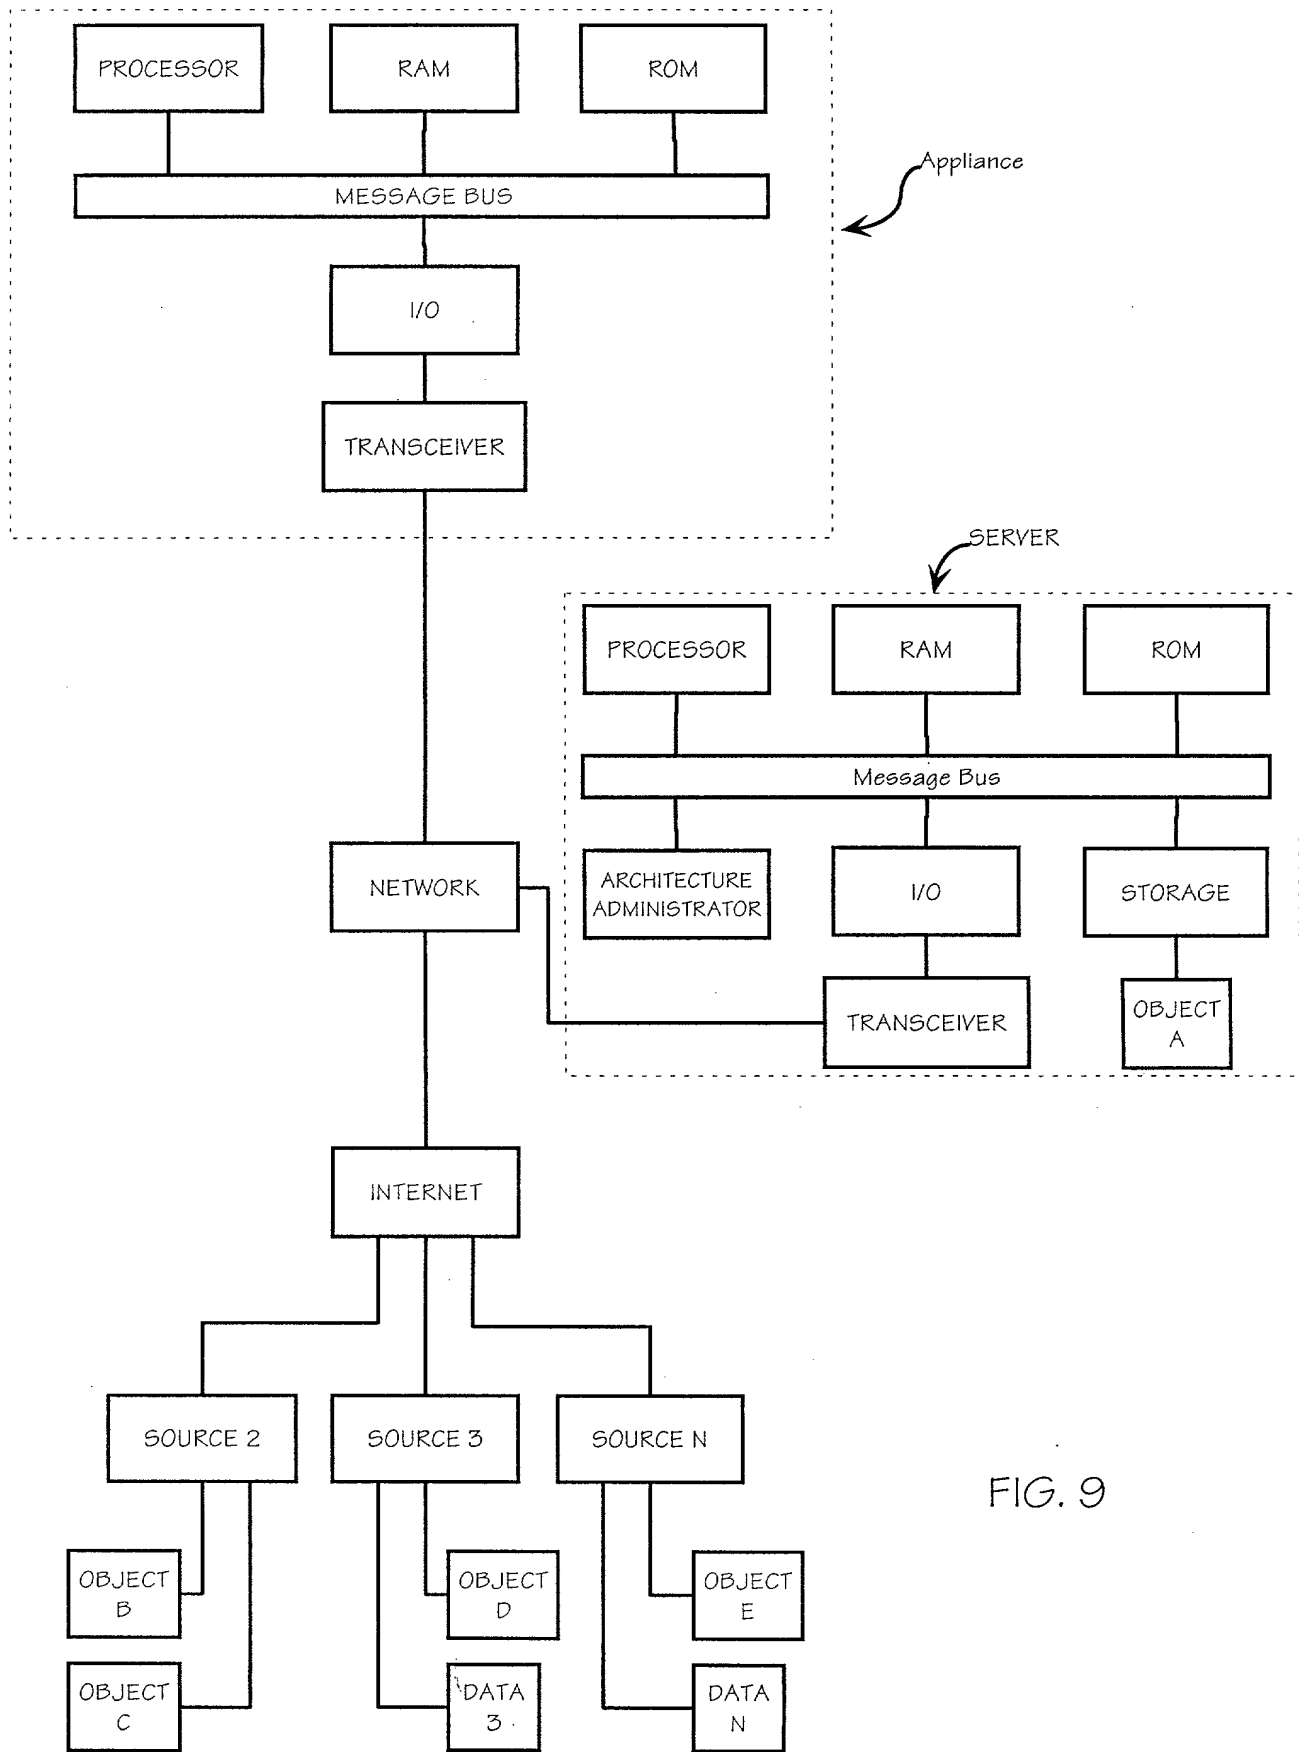 PROCESSOR
RAM
ROM
Appliance
MESSAGE BUS
I/O
TRANSCEIVER
SERVER
PROCESSOR
RAM
ROM
Message Bus
NETWORK
ARCHITECTURE
ADMINISTRATOR
I/O
STORAGE
TRANSCEIVER
OBJECT
A
INTERNET
SOURCE 2
SOURCE 3
SOURCE N
FIG. 9
OBJECT
B
OBJECT
D
OBJECT
E
OBJECT
C
DATA
3
DATA
N